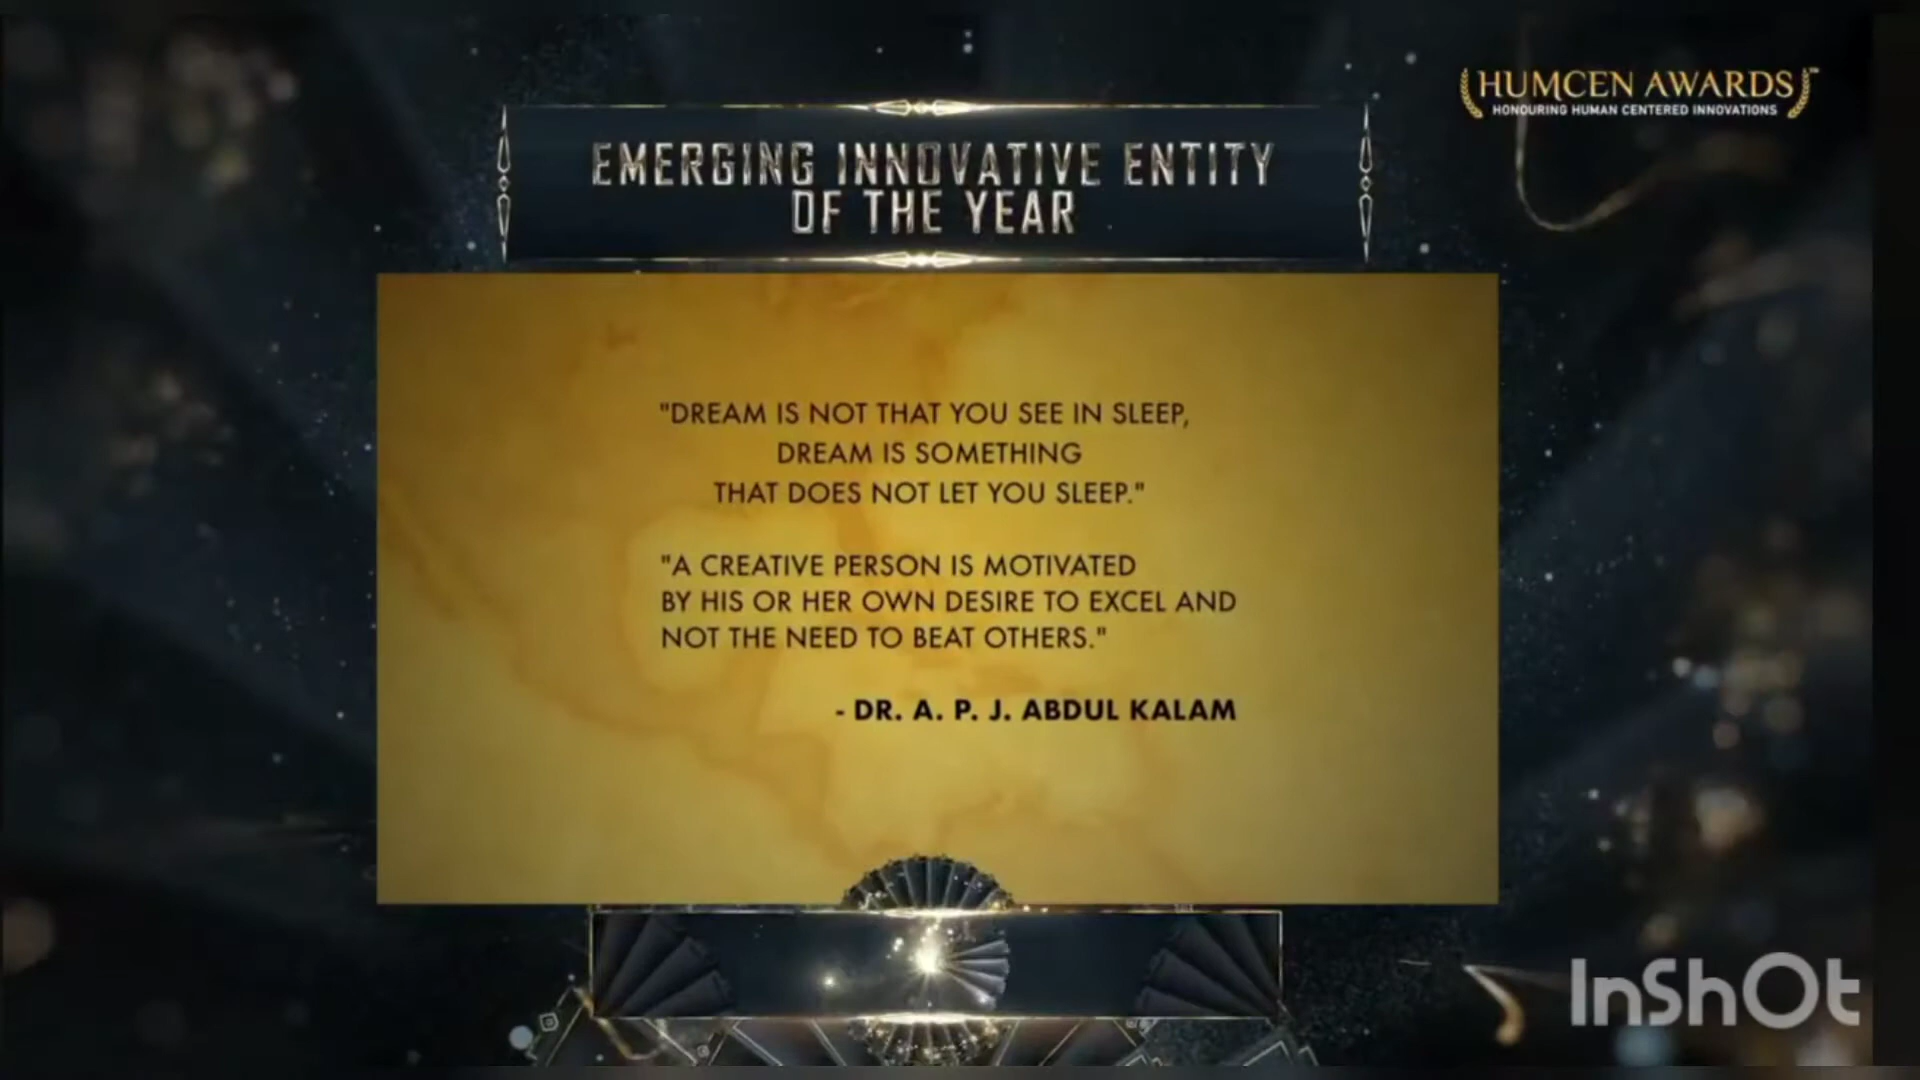 HUMCEN AWARDS™
HONOURING HUMAN CENTERED INNOVATIONS
EMERGING INNOVATIVE ENTITY
OF THE YEAR
"DREAM IS NOT THAT YOU SEE IN SLEEP,
DREAM IS SOMETHING
THAT DOES NOT LET YOU SLEEP."
"A CREATIVE PERSON IS MOTIVATED
BY HIS OR HER OWN DESIRE TO EXCEL AND
NOT THE NEED TO BEAT OTHERS."
- DR. A. P. J. ABDUL KALAM
InShOt